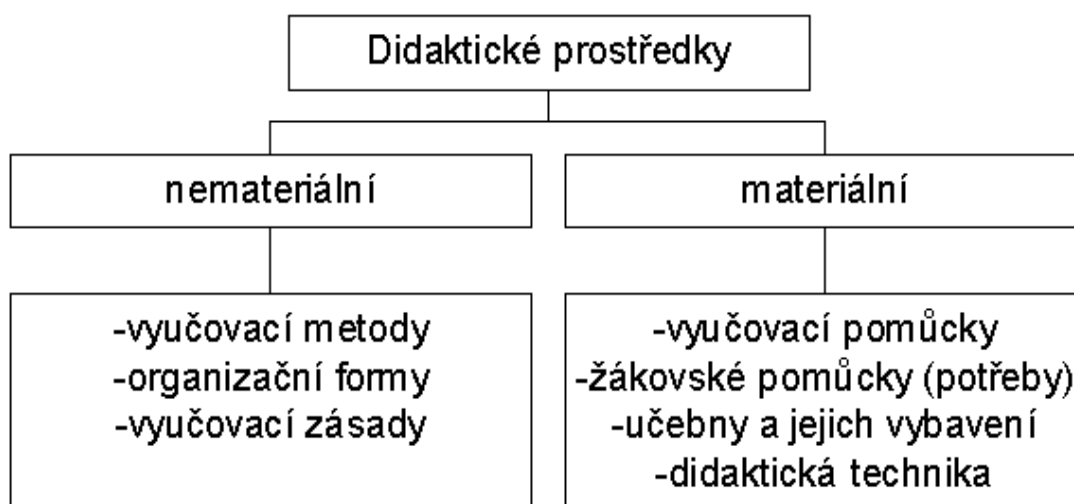 Didaktické prostředky
nemateriální
materiální
-vyučovací metody
-organizační formy
-vyučovací zásady
-vyučovací pomůcky
-žákovské pomůcky (potřeby)
-učebny a jejich vybavení
-didaktická technika